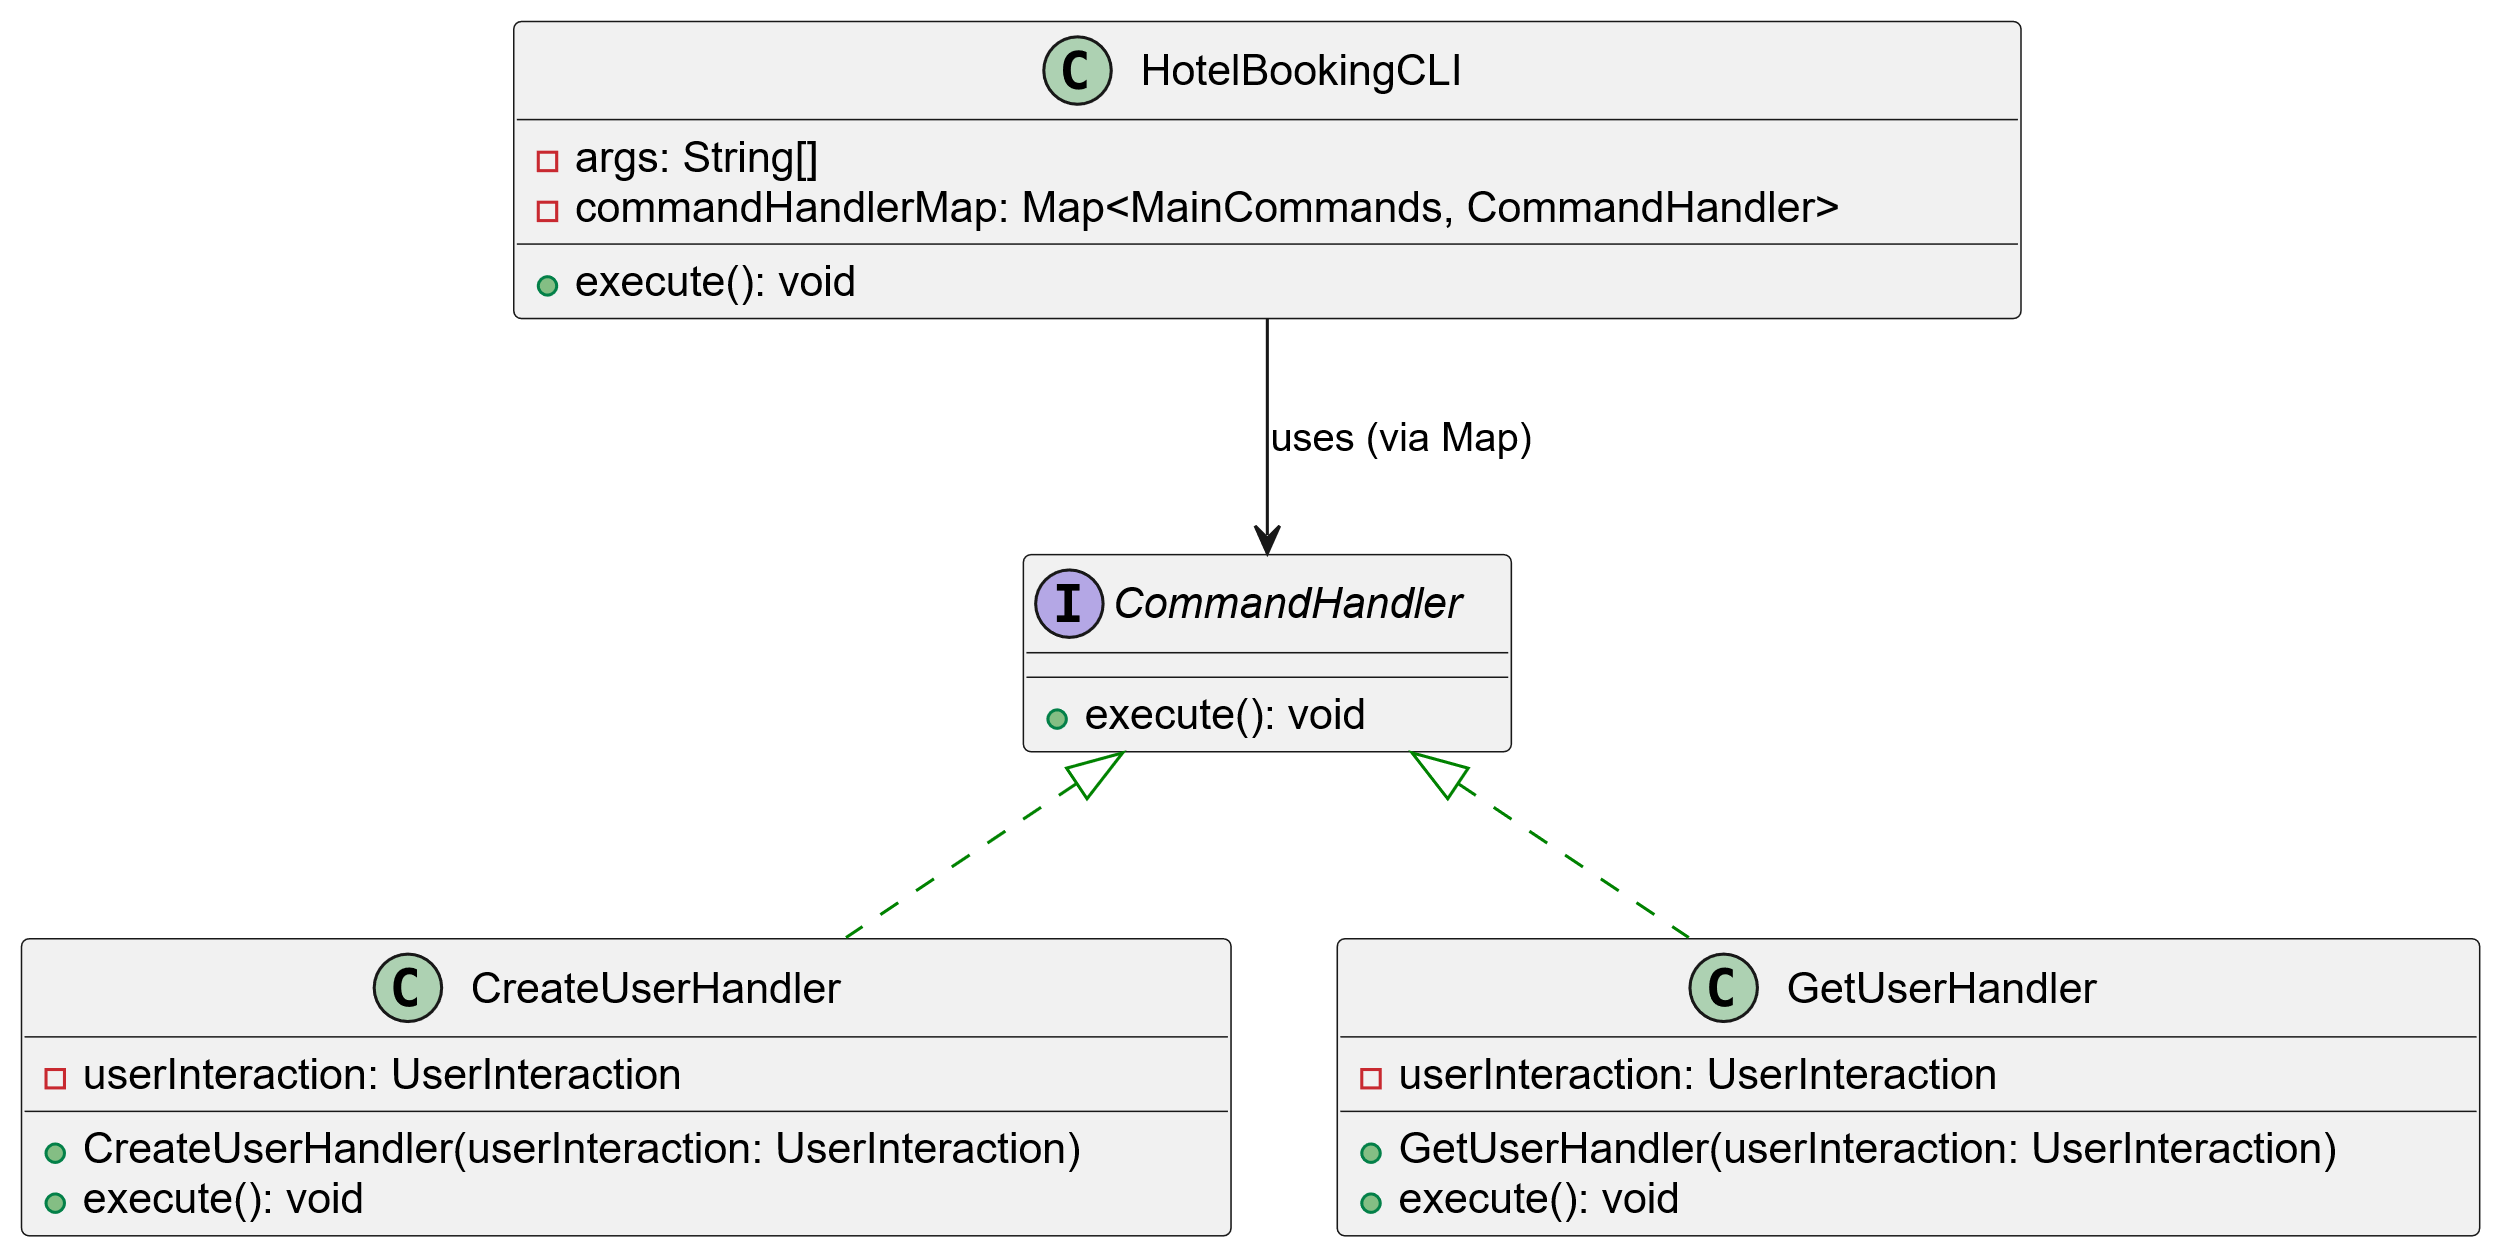 C HotelBookingCLI
args: String[]
commandHandlerMap: Map<MainCommands, CommandHandler>
execute(): void
uses (via Map)
I CommandHandler
execute(): void
C CreateUserHandler
userInteraction: UserInteraction
CreateUserHandler(userInteraction: UserInteraction)
execute(): void
C GetUserHandler
userInteraction: UserInteraction
GetUserHandler(userInteraction: UserInteraction)
execute(): void